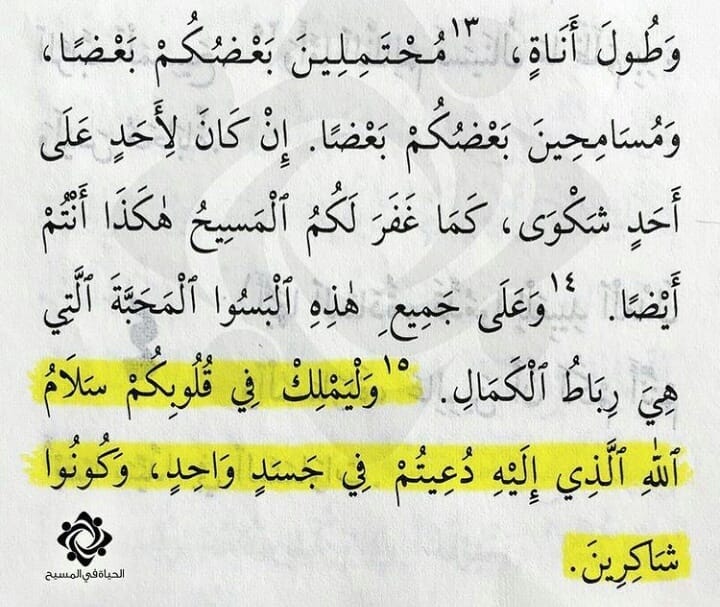 وَطُولَ أَنَاةٍ، ١٣ مُحْتَمِلِينَ بَعْضُكُمْ بَعْضًا،
وَمُسَامِحِينَ بَعْضُكُمْ بَعْضًا. إِنْ كَانَ لِأَحَدٍ عَلَى
أَحَدٍ شَكْوَى، كَمَا غَفَرَ لَكُمُ ٱلْمَسِيحُ هٰكَذَا أَنْتُمْ
أَيْضًا. ١٤ وَعَلَى جَمِيعِ هٰذِهِ ٱلْبَسُوا ٱلْمَحَبَّةَ ٱلَّتِي
هِيَ رِبَاطُ ٱلْكَمَالِ. ١٥ وَلْيَمْلِكْ فِي قُلُوبِكُمْ سَلَامُ
ٱللهِ ٱلَّذِي إِلَيْهِ دُعِيتُمْ فِي جَسَدٍ وَاحِدٍ، وَكُونُوا
شَاكِرِينَ.
الحياة في المسيح